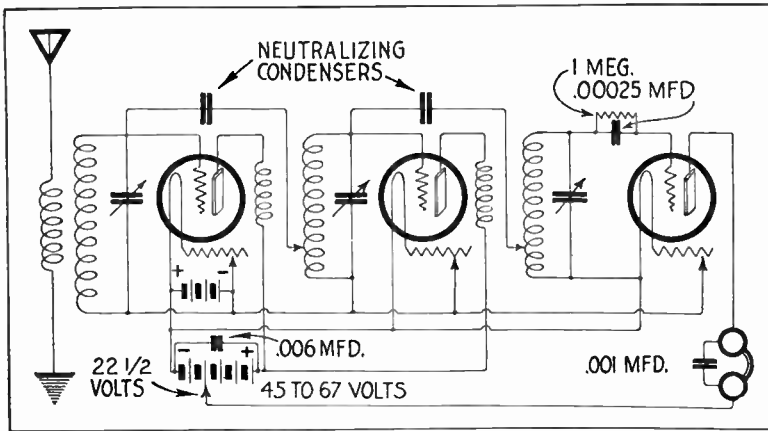 NEUTRALIZING
CONDENSERS
1 MEG.
.00025 MFD
+ −
.006 MFD.
− +
22 1/2
VOLTS
45 TO 67 VOLTS
.001 MFD.